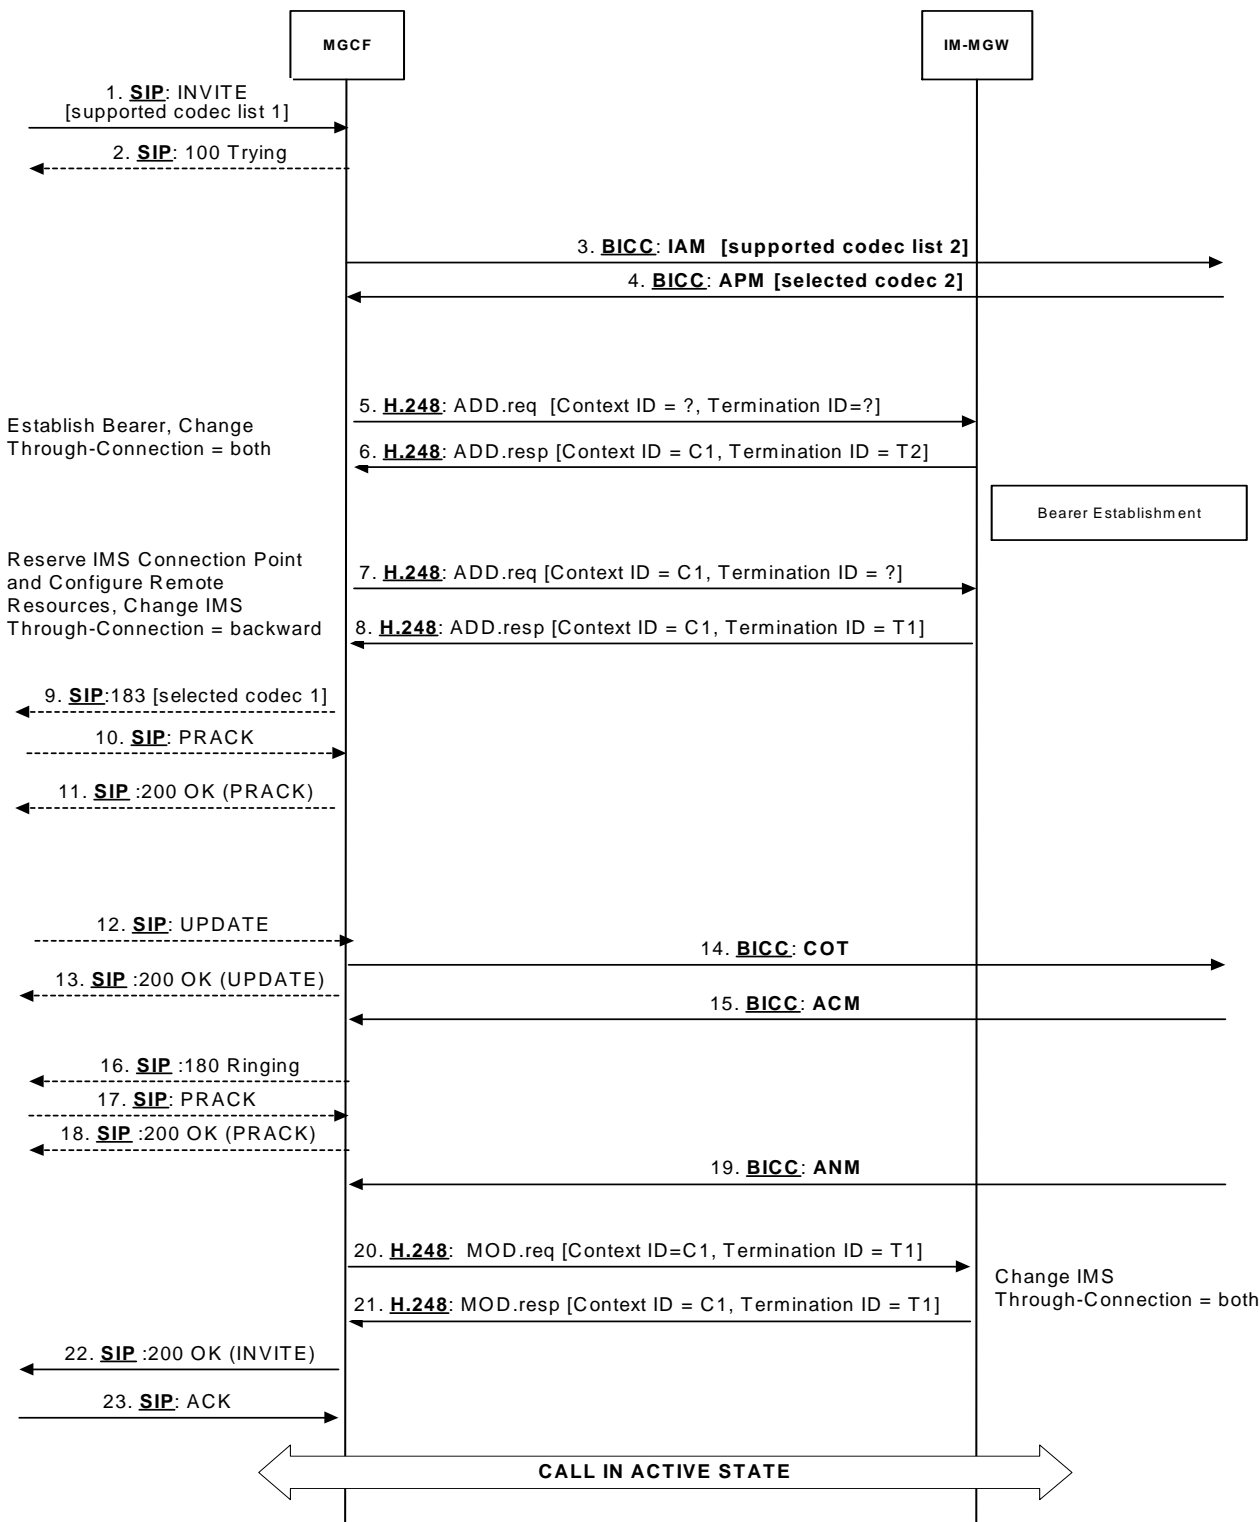 MGCF
IM-MGW
1. SIP: INVITE
[supported codec list 1]
2. SIP: 100 Trying
3. BICC: IAM [supported codec list 2]
4. BICC: APM [selected codec 2]
5. H.248: ADD.req [Context ID = ?, Termination ID=?]
Establish Bearer, Change
Through-Connection = both
6. H.248: ADD.resp [Context ID = C1, Termination ID = T2]
Bearer Establishment
Reserve IMS Connection Point
and Configure Remote
Resources, Change IMS
Through-Connection = backward
7. H.248: ADD.req [Context ID = C1, Termination ID = ?]
8. H.248: ADD.resp [Context ID = C1, Termination ID = T1]
9. SIP:183 [selected codec 1]
10. SIP: PRACK
11. SIP :200 OK (PRACK)
12. SIP: UPDATE
14. BICC: COT
13. SIP :200 OK (UPDATE)
15. BICC: ACM
16. SIP :180 Ringing
17. SIP: PRACK
18. SIP :200 OK (PRACK)
19. BICC: ANM
20. H.248: MOD.req [Context ID=C1, Termination ID = T1]
Change IMS
Through-Connection = both
21. H.248: MOD.resp [Context ID = C1, Termination ID = T1]
22. SIP :200 OK (INVITE)
23. SIP: ACK
CALL IN ACTIVE STATE